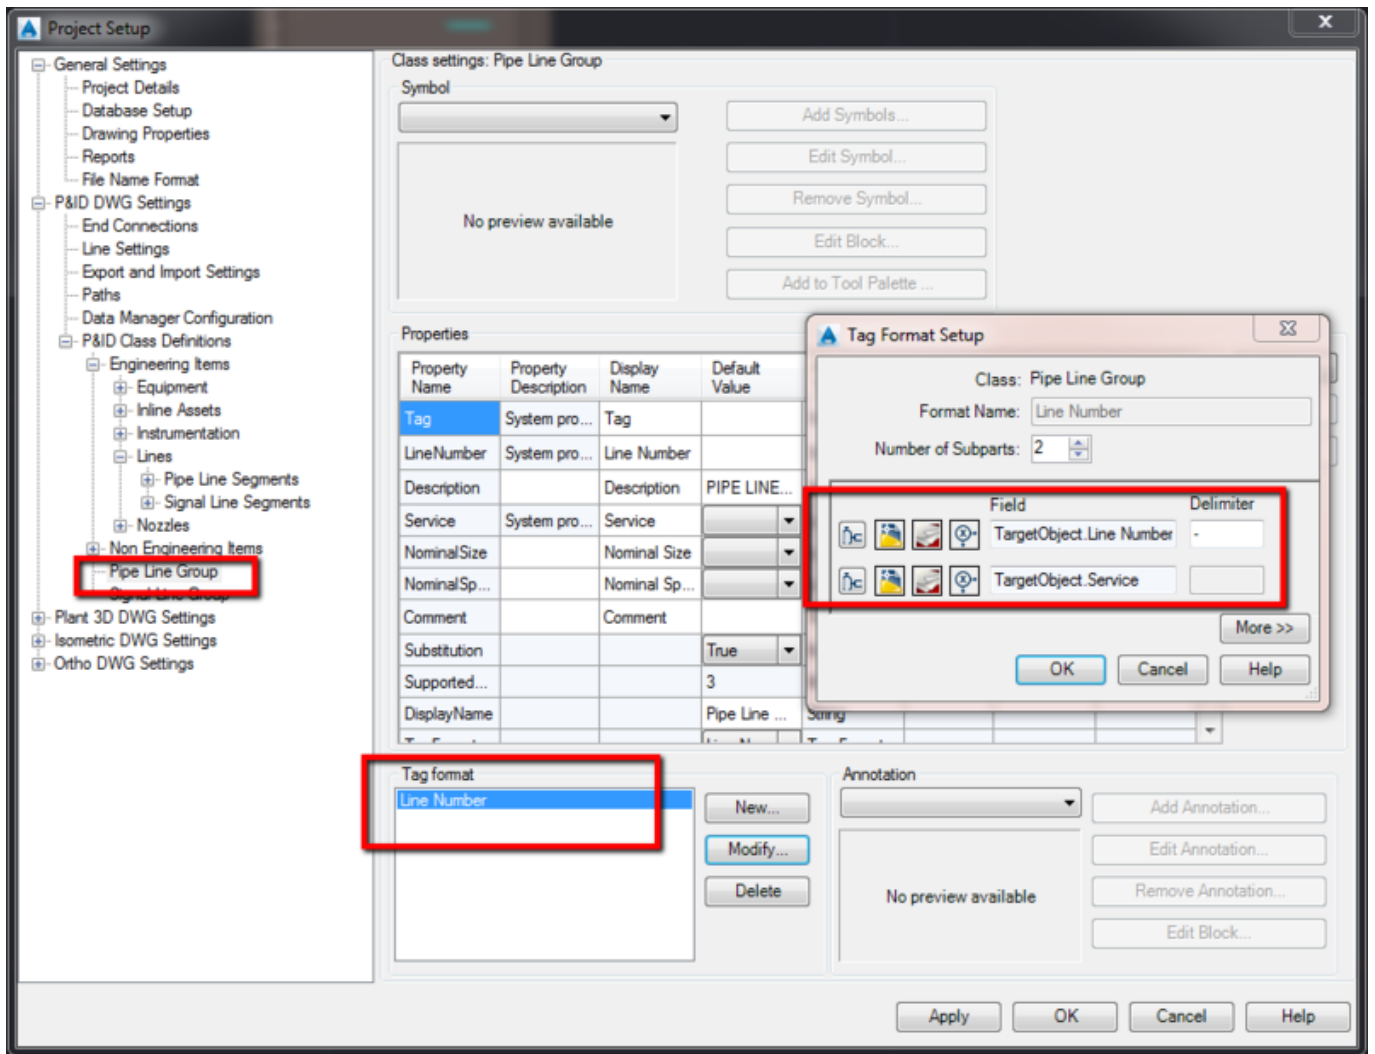 Project Setup
x
General Settings
Project Details
Database Setup
Drawing Properties
Reports
File Name Format
P&ID DWG Settings
End Connections
Line Settings
Export and Import Settings
Paths
Data Manager Configuration
P&ID Class Definitions
Engineering Items
Equipment
Inline Assets
Instrumentation
Lines
Pipe Line Segments
Signal Line Segments
Nozzles
Non Engineering Items
Pipe Line Group
Signal Line Group
Plant 3D DWG Settings
Isometric DWG Settings
Ortho DWG Settings
Class settings: Pipe Line Group
Symbol
No preview available
Add Symbols...
Edit Symbol...
Remove Symbol...
Edit Block...
Add to Tool Palette ...
Properties
Property Name Property Description Display Name Default Value
Tag System pro... Tag
LineNumber System pro... Line Number
Description Description PIPE LINE...
Service System pro... Service
NominalSize Nominal Size
NominalSp... Nominal Sp...
Comment Comment
Substitution True
Supported... 3
DisplayName Pipe Line ... String
Tag Format Setup
Class: Pipe Line Group
Format Name: Line Number
Number of Subparts: 2
Field Delimiter
TargetObject.Line Number -
TargetObject.Service
More >>
OK Cancel Help
Tag format
Line Number
New...
Modify...
Delete
Annotation
No preview available
Add Annotation...
Edit Annotation...
Remove Annotation...
Edit Block...
Apply OK Cancel Help